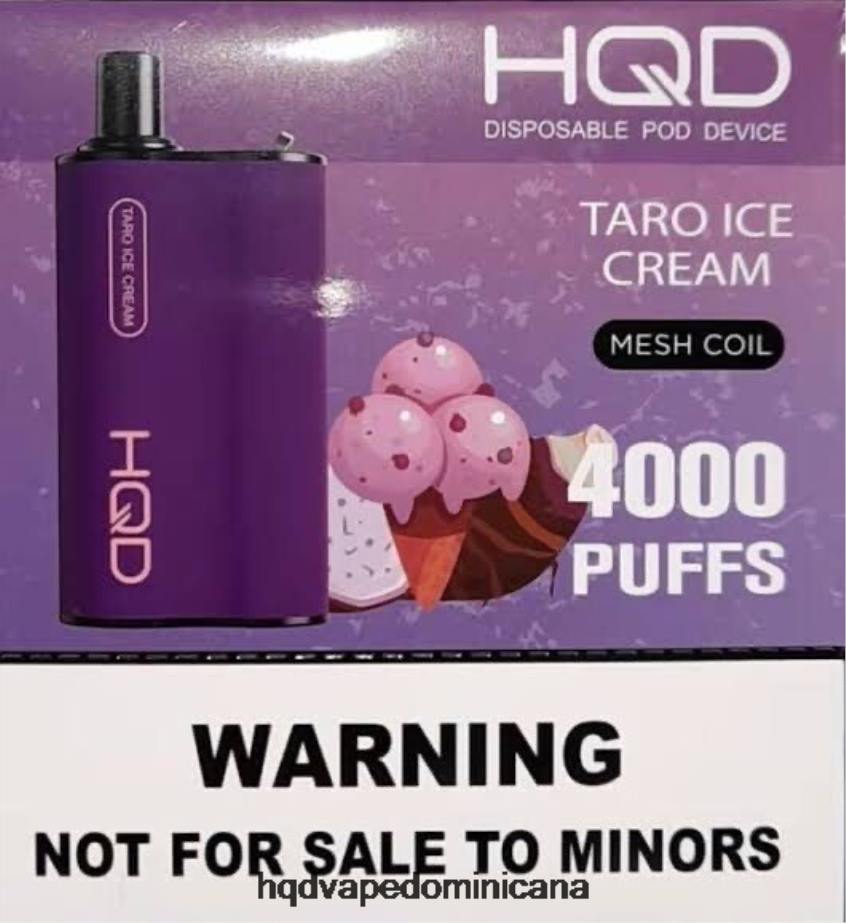 HQD
DISPOSABLE POD DEVICE
TARO ICE
CREAM
MESH COIL
4000
PUFFS
TARO ICE CREAM
HQD
WARNING
NOT FOR SALE TO MINORS
hqdvapedominicana